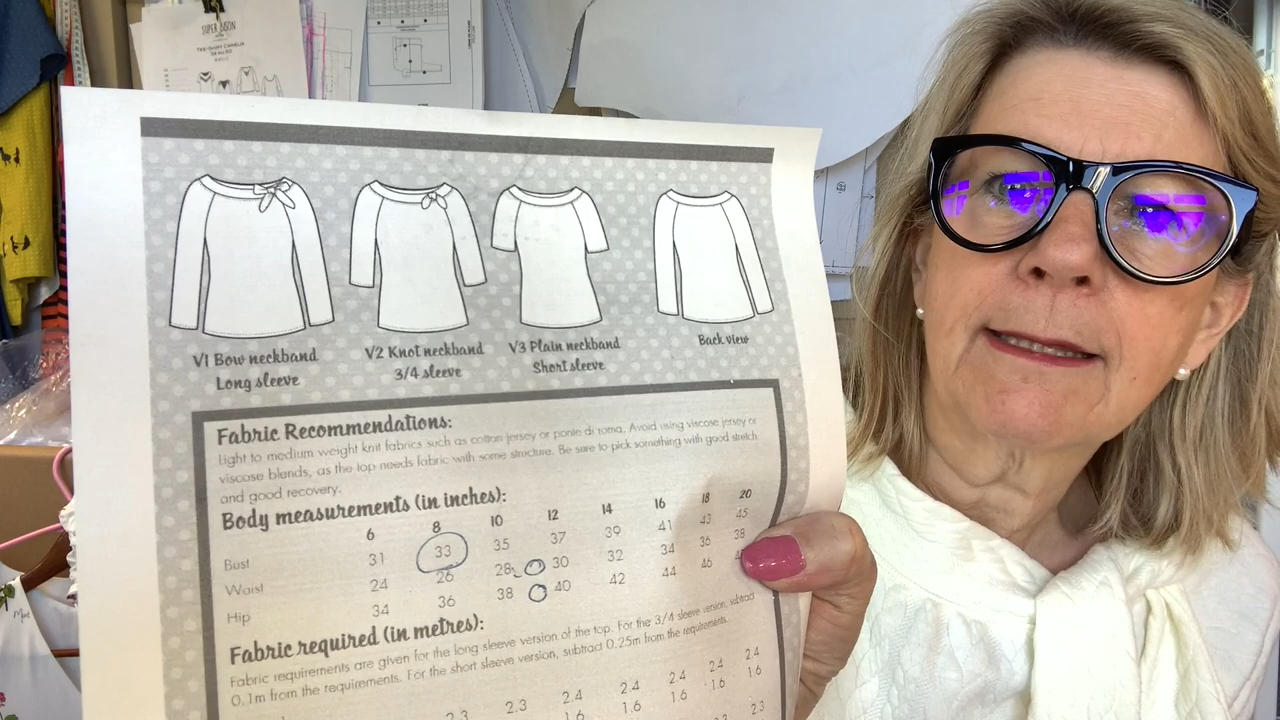 SUPER BISON
TEE-SHIRT CAMELIA
V1 Bow neckband
Long sleeve
V2 Knot neckband
3/4 sleeve
V3 Plain neckband
Short sleeve
Back view
Fabric Recommendations:
Light to medium weight knit fabrics such as cotton jersey or ponte di roma. Avoid using viscose jersey or
viscose blends, as the top needs fabric with some structure. Be sure to pick something with good stretch
and good recovery.
Body measurements (in inches):
6 8 10 12 14 16 18 20
Bust 31 33 35 37 39 41 43 45
Waist 24 26 28 30 32 34 36 38
Hip 34 36 38 40 42 44 46
Fabric required (in metres):
Fabric requirements are given for the long sleeve version of the top. For the 3/4 sleeve version, subtract
0.1m from the requirements. For the short sleeve version, subtract 0.25m from the requirements.
2.3 2.3 2.4 2.4 2.4 2.4 2.4
1.6 1.6 1.6 1.6 1.6